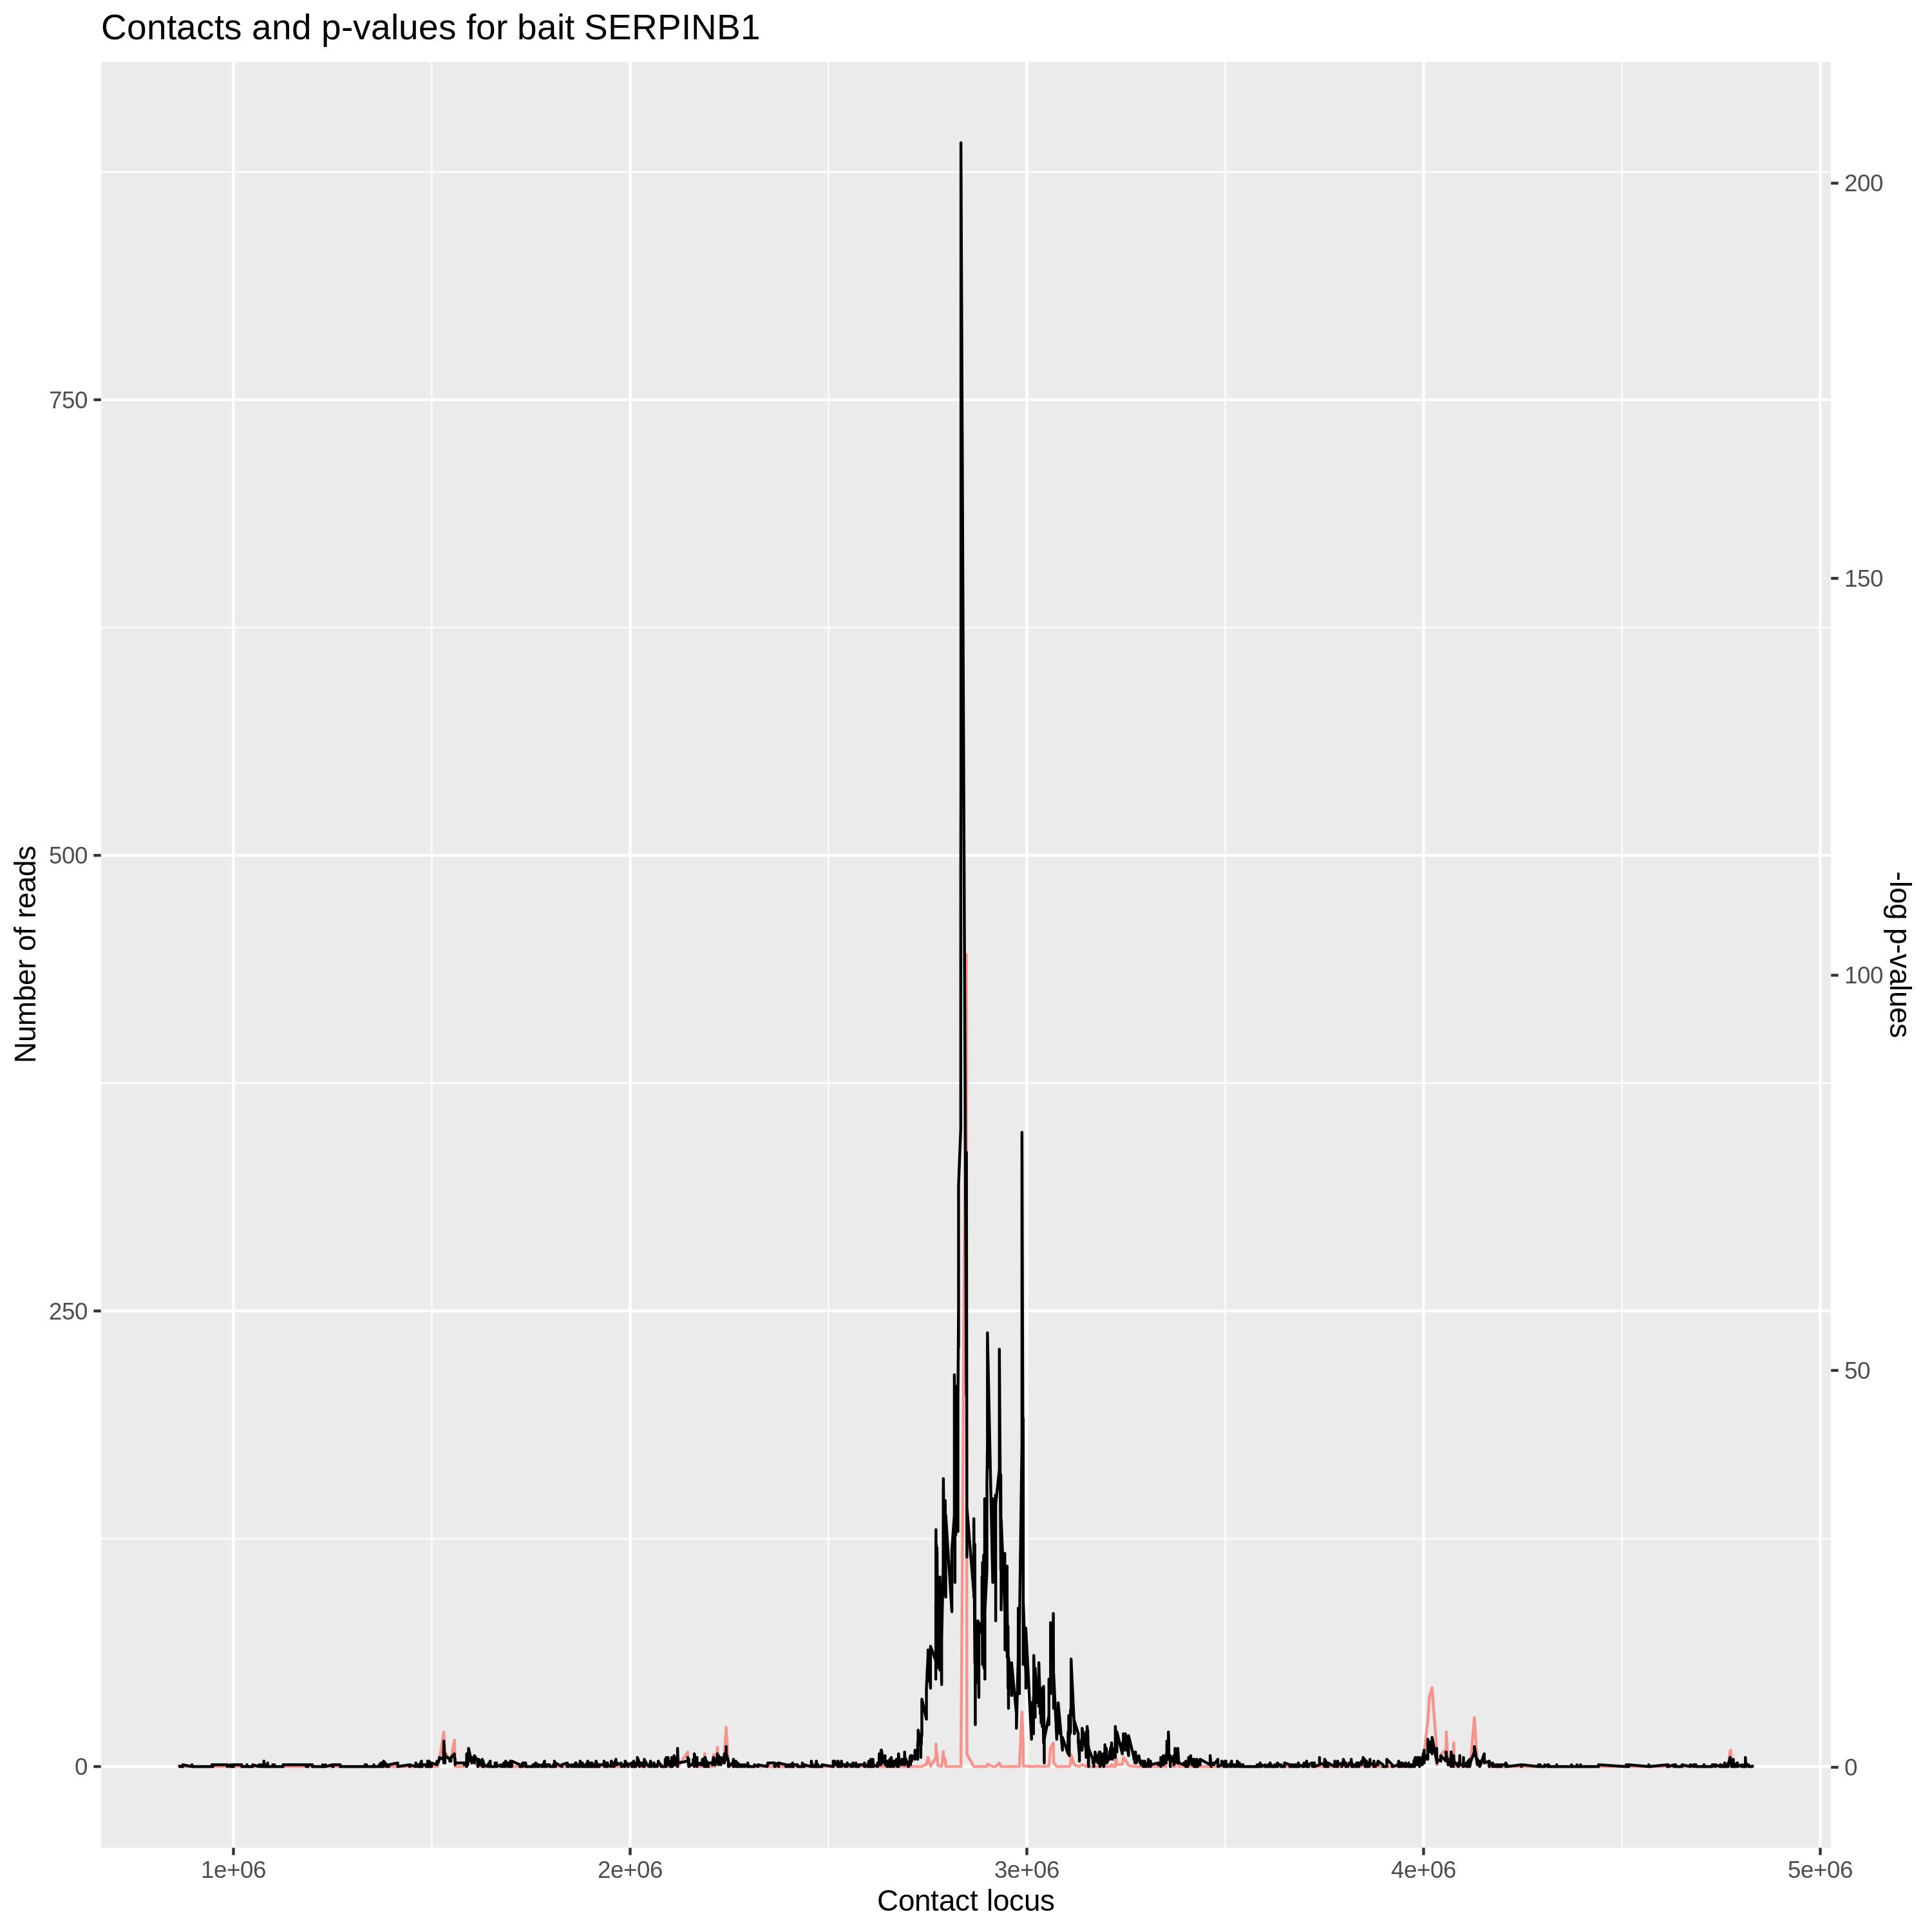 Contacts and p-values for bait SERPINB1
200
750
150
500
Number of reads
-log p-values
100
250
50
0
0
1e+06
2e+06
3e+06
4e+06
5e+06
Contact locus